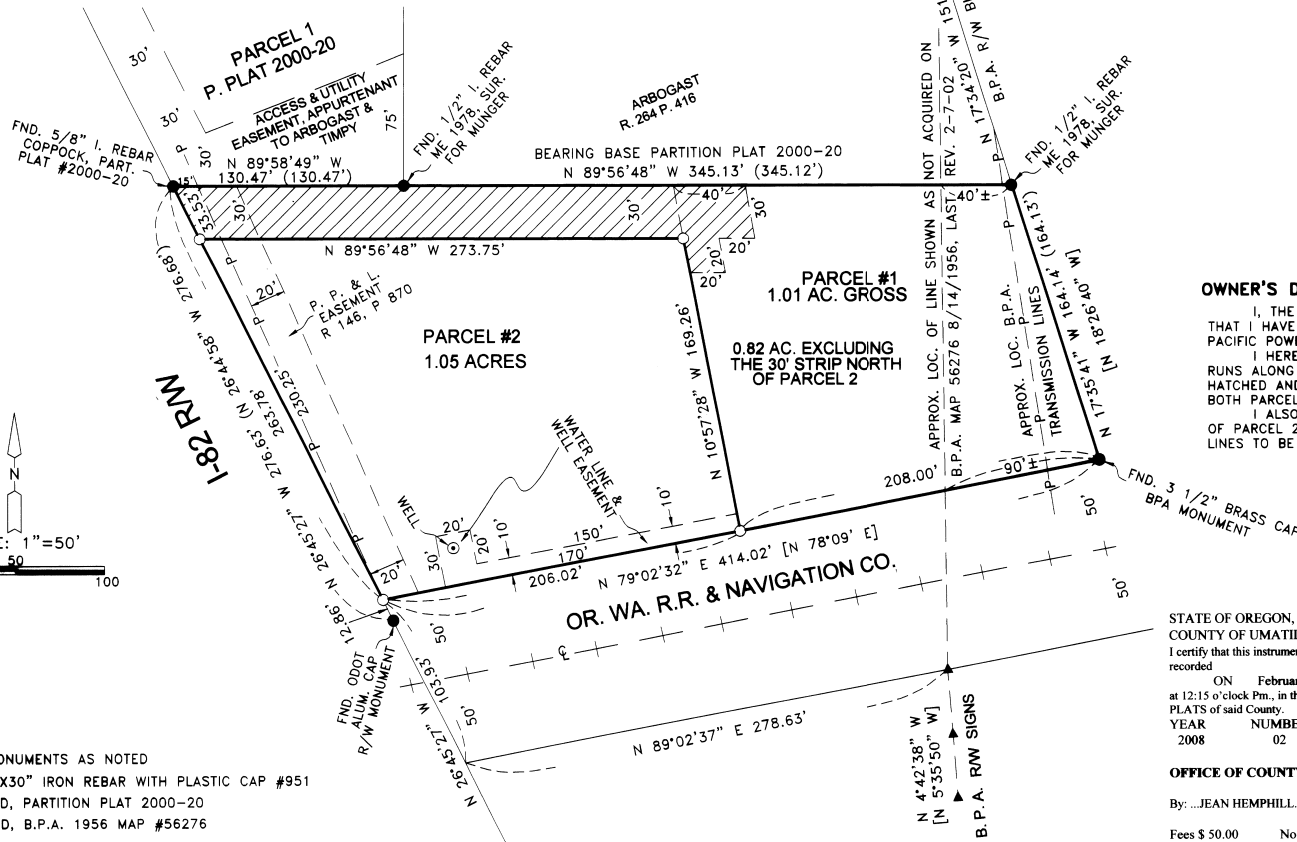 PARCEL 1
P. PLAT 2000-20
30'
30'
30'
ACCESS & UTILITY
EASEMENT, APPURTENANT
TO ARBOGAST &
TIMPY
75'
FND. 1/2" I. REBAR
ME 1978, SUR.
FOR MUNGER
ARBOGAST
R. 264 P. 416
FND. 5/8" I. REBAR
COPPOCK, PART.
PLAT #2000-20
P
N 89°58'49" W
130.47' (130.47')
BEARING BASE PARTITION PLAT 2000-20
N 89°56'48" W 345.13' (345.12')
N 17°34'20" W 151
B.P.A. R/W B
P
FND. 1/2" I. REBAR
ME 1978, SUR.
FOR MUNGER
15'
33.53'
30'
30'
40'
30'
20'
20'
20'
40'±
N 89°56'48" W 273.75'
APPROX. LOC. OF LINE SHOWN AS NOT ACQUIRED ON
B.P.A. MAP 56276 8/14/1956, LAST REV. 2-7-02
20'
P. P. & L.
EASEMENT
R 146, P 870
PARCEL #1
1.01 AC. GROSS
0.82 AC. EXCLUDING
THE 30' STRIP NORTH
OF PARCEL 2
PARCEL #2
1.05 ACRES
N 10°57'28" W 169.26'
APPROX. LOC. B.P.A.
P
TRANSMISSION LINES
N 17°35'41" W 164.14' (164.13')
[N 18°26'40" W]
OWNER'S D
I, THE
THAT I HAVE
PACIFIC POWE
I HERE
RUNS ALONG
HATCHED AND
BOTH PARCEL
I ALSO
OF PARCEL 2
LINES TO BE
I-82 R/W
N 26°45'27" W 276.63' (N 26°44'58" W 276.68')
N 26°45'27" W 263.78'
230.25'
P
P
P
P
WATER LINE &
WELL EASEMENT
WELL
20'
30'
20'
10'
10'
150'
170'
206.02'
208.00'
90'±
P
50'
FND. 3 1/2" BRASS CAP
BPA MONUMENT
N 79°02'32" E 414.02' [N 78°09' E]
OR. WA. R.R. & NAVIGATION CO.
N
E: 1"=50'
50
100
20'
12.86'
50'
FND. ODOT
ALUM. CAP
R/W MONUMENT
N 26°45'27" W 103.93'
50'
50'
N 89°02'37" E 278.63'
N 4°42'38" W
[N 5°35'50" W]
B.P.A. R/W SIGNS
STATE OF OREGON,
COUNTY OF UMATIL
I certify that this instrumen
recorded
ON Februar
at 12:15 o'clock Pm., in th
PLATS of said County.
YEAR NUMBE
2008 02
OFFICE OF COUNTY
By: ...JEAN HEMPHILL.
Fees $ 50.00 No
ONUMENTS AS NOTED
X30" IRON REBAR WITH PLASTIC CAP #951
D, PARTITION PLAT 2000-20
D, B.P.A. 1956 MAP #56276